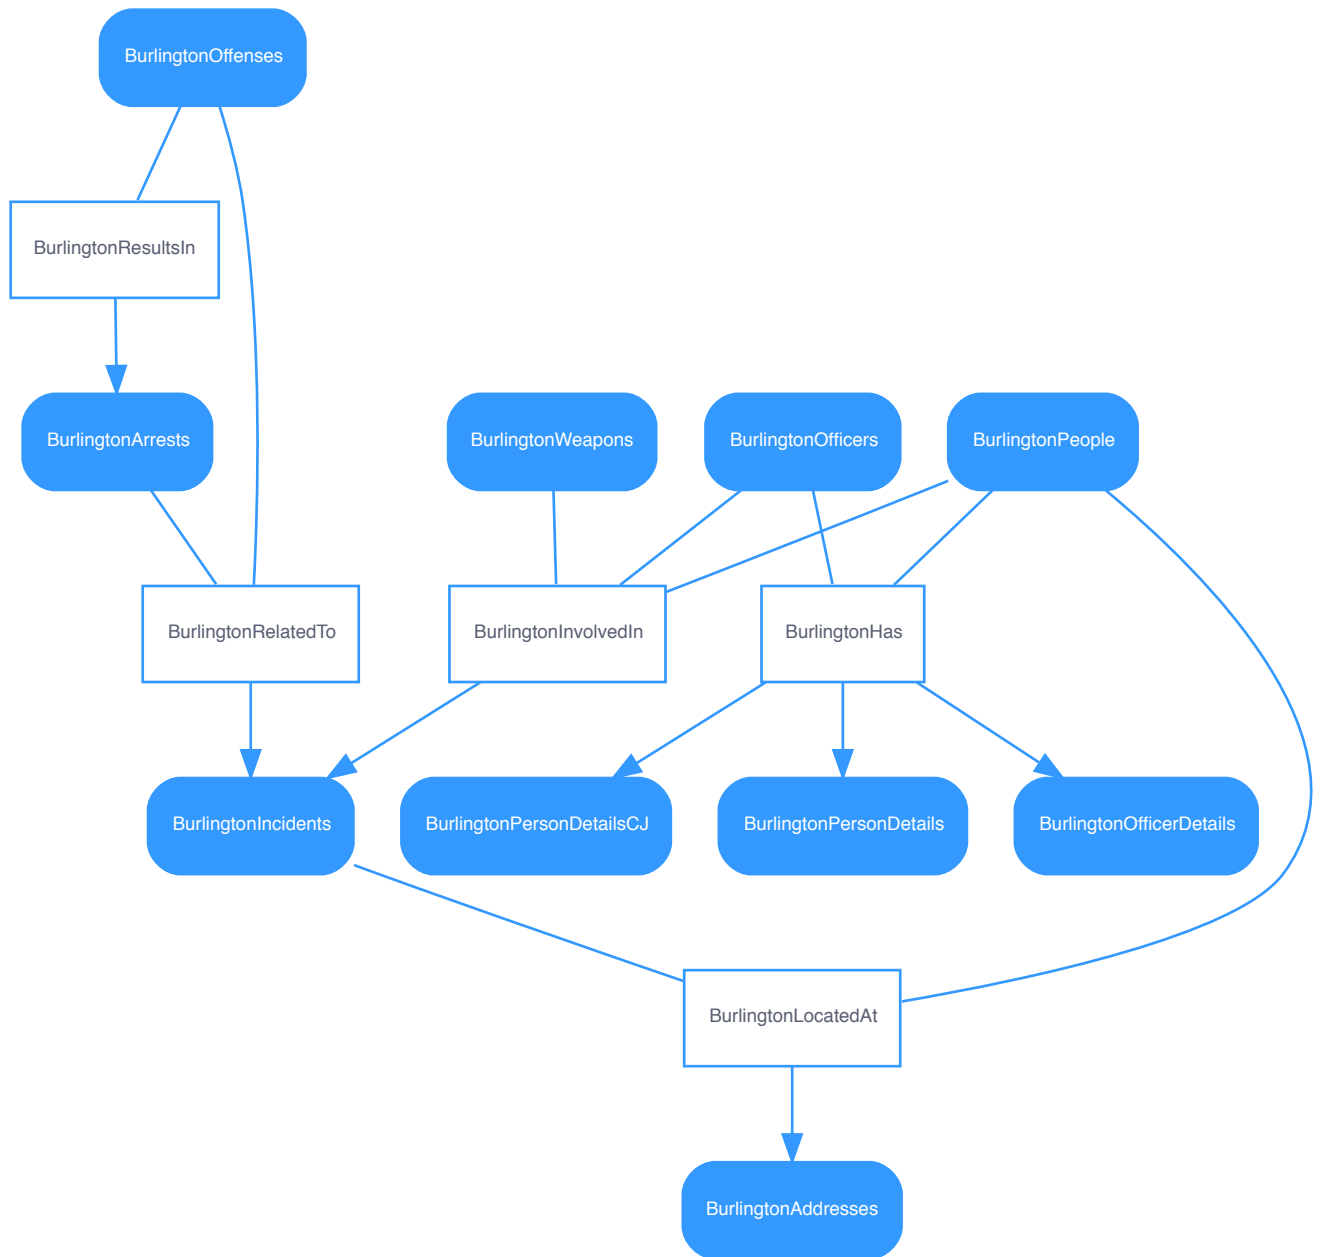 BurlingtonOffenses
BurlingtonResultsIn
BurlingtonArrests
BurlingtonWeapons
BurlingtonOfficers
BurlingtonPeople
BurlingtonRelatedTo
BurlingtonInvolvedIn
BurlingtonHas
BurlingtonIncidents
BurlingtonPersonDetailsCJ
BurlingtonPersonDetails
BurlingtonOfficerDetails
BurlingtonLocatedAt
BurlingtonAddresses